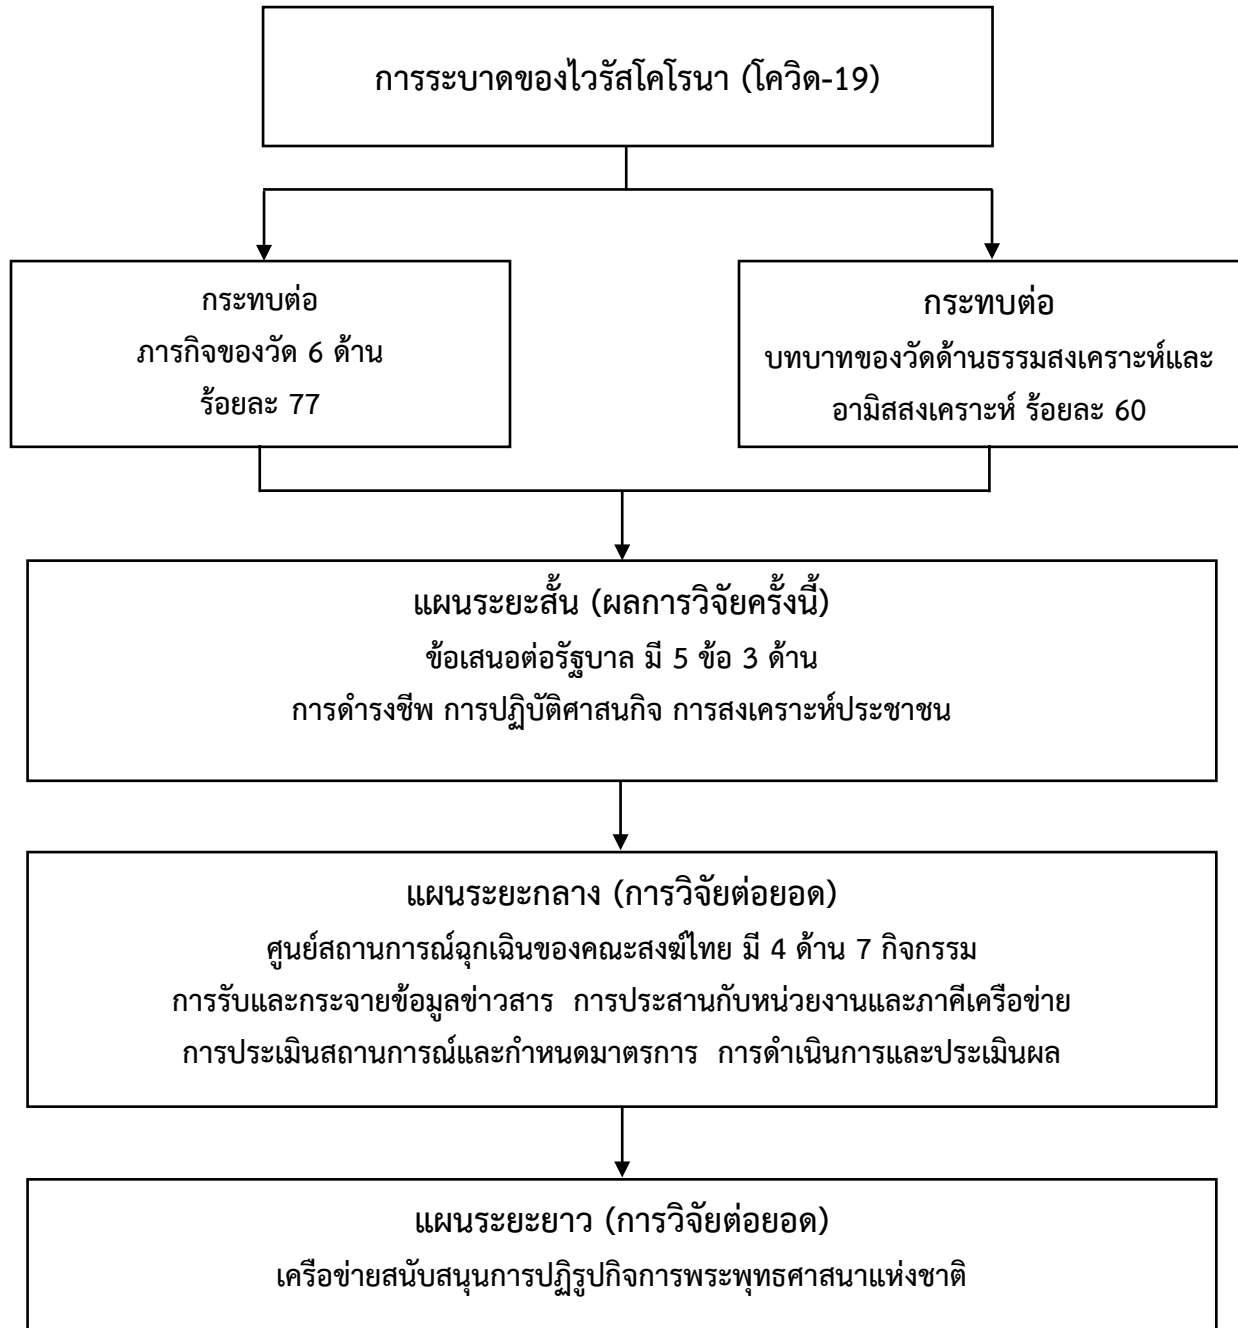 การระบาดของไวรัสโคโรนา (โควิด-19)
กระทบต่อ
ภารกิจของวัด 6 ด้าน
ร้อยละ 77
กระทบต่อ
บทบาทของวัดด้านธรรมสงเคราะห์และ
อามิสสงเคราะห์ ร้อยละ 60
แผนระยะสั้น (ผลการวิจัยครั้งนี้)
ข้อเสนอต่อรัฐบาล มี 5 ข้อ 3 ด้าน
การดำรงชีพ การปฏิบัติศาสนกิจ การสงเคราะห์ประชาชน
แผนระยะกลาง (การวิจัยต่อยอด)
ศูนย์สถานการณ์ฉุกเฉินของคณะสงฆ์ไทย มี 4 ด้าน 7 กิจกรรม
การรับและกระจายข้อมูลข่าวสาร การประสานกับหน่วยงานและภาคีเครือข่าย
การประเมินสถานการณ์และกำหนดมาตรการ การดำเนินการและประเมินผล
แผนระยะยาว (การวิจัยต่อยอด)
เครือข่ายสนับสนุนการปฏิรูปกิจการพระพุทธศาสนาแห่งชาติ